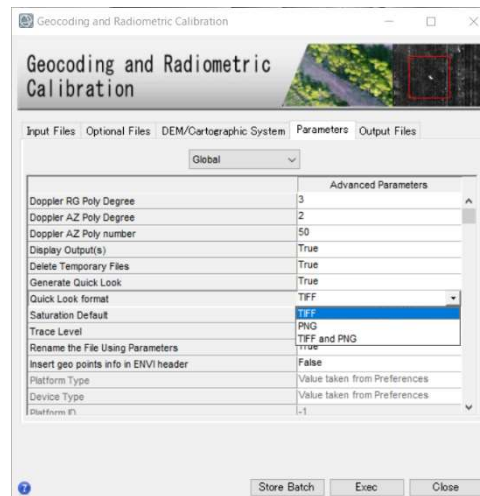 Geocoding and Radiometric Calibration
Geocoding and Radiometric
Calibration
Input Files Optional Files DEM/Cartographic System Parameters Output Files
Global
Advanced Parameters
Doppler RG Poly Degree 3
Doppler AZ Poly Degree 2
Doppler AZ Poly number 50
Display Output(s) True
Delete Temporary Files True
Generate Quick Look True
Quick Look format TIFF
Saturation Default TIFF
Trace Level PNG
TIFF and PNG
Rename the File Using Parameters True
Insert geo points info in ENVI header False
Platform Type Value taken from Preferences
Device Type Value taken from Preferences
Platform ID -1
Store Batch Exec Close